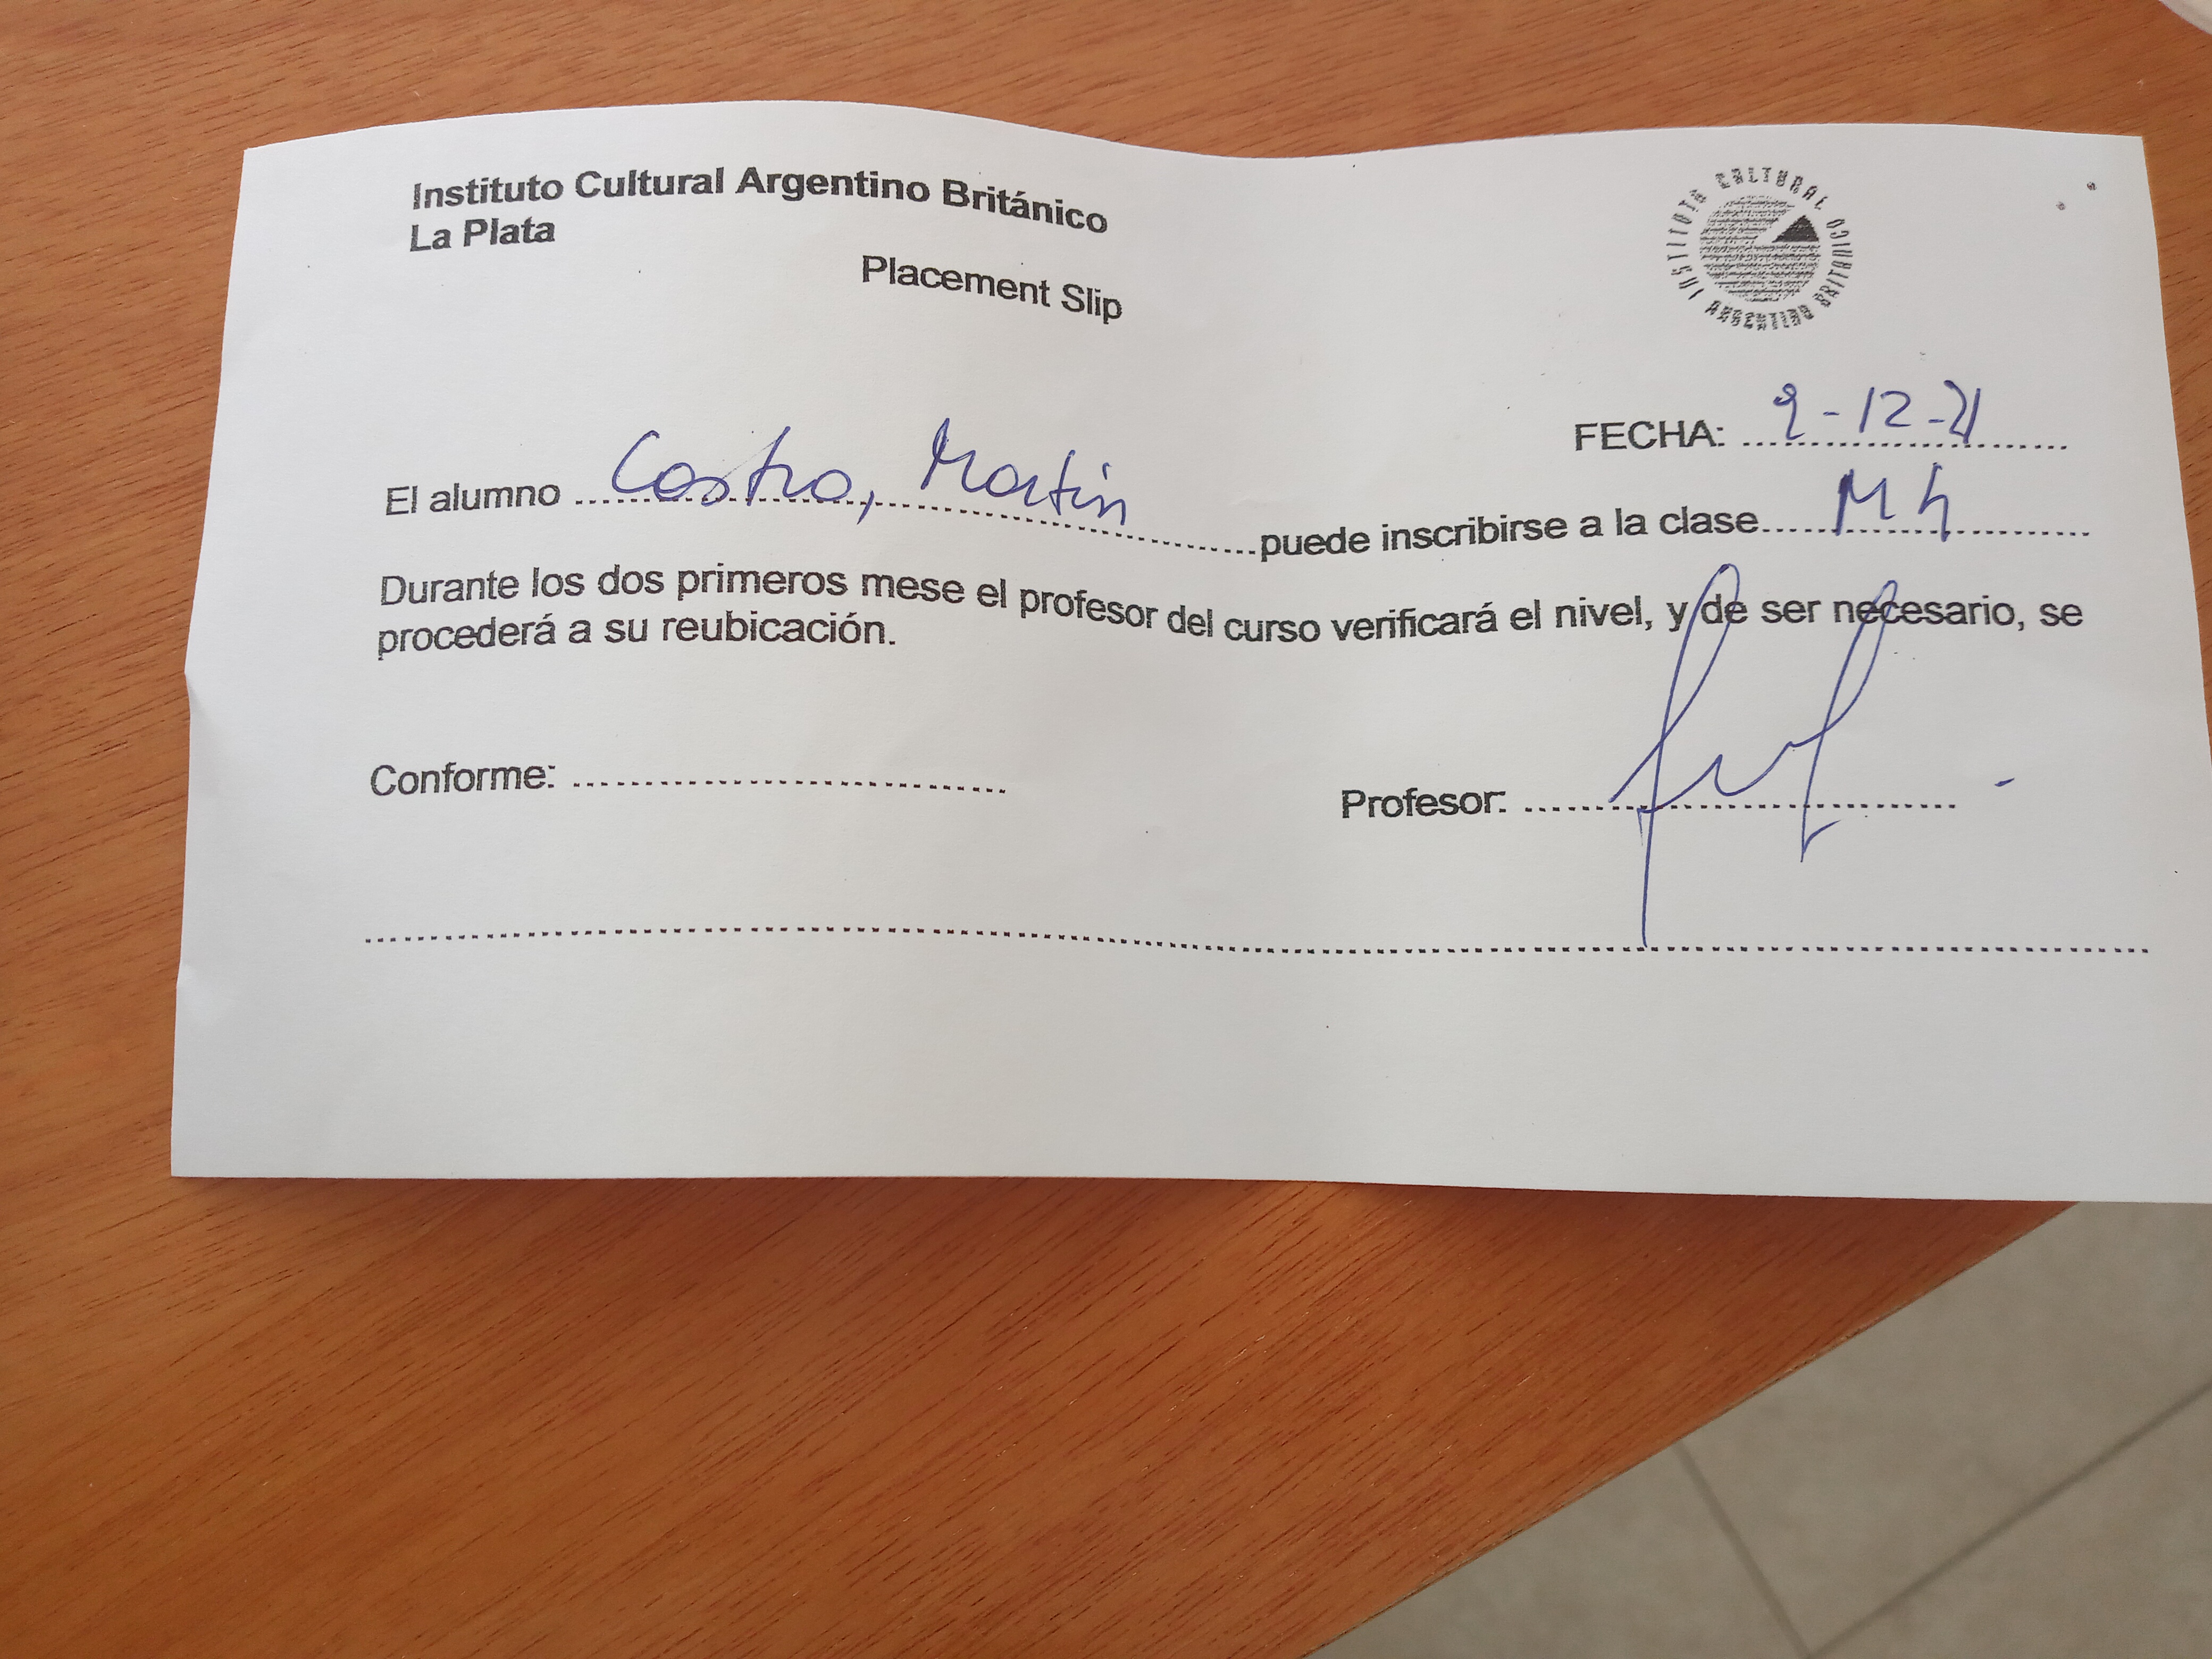 Instituto Cultural Argentino Británico
La Plata
INSTITUTO CULTURAL ARGENTINO BRITANICO
Placement Slip
FECHA: ............-12-21............
El alumno ......Castro, Martin..................puede inscribirse a la clase......M4............
Durante los dos primeros mese el profesor del curso verificará el nivel, y de ser necesario, se
procederá a su reubicación.
Conforme: ....................................
Profesor: ....................................